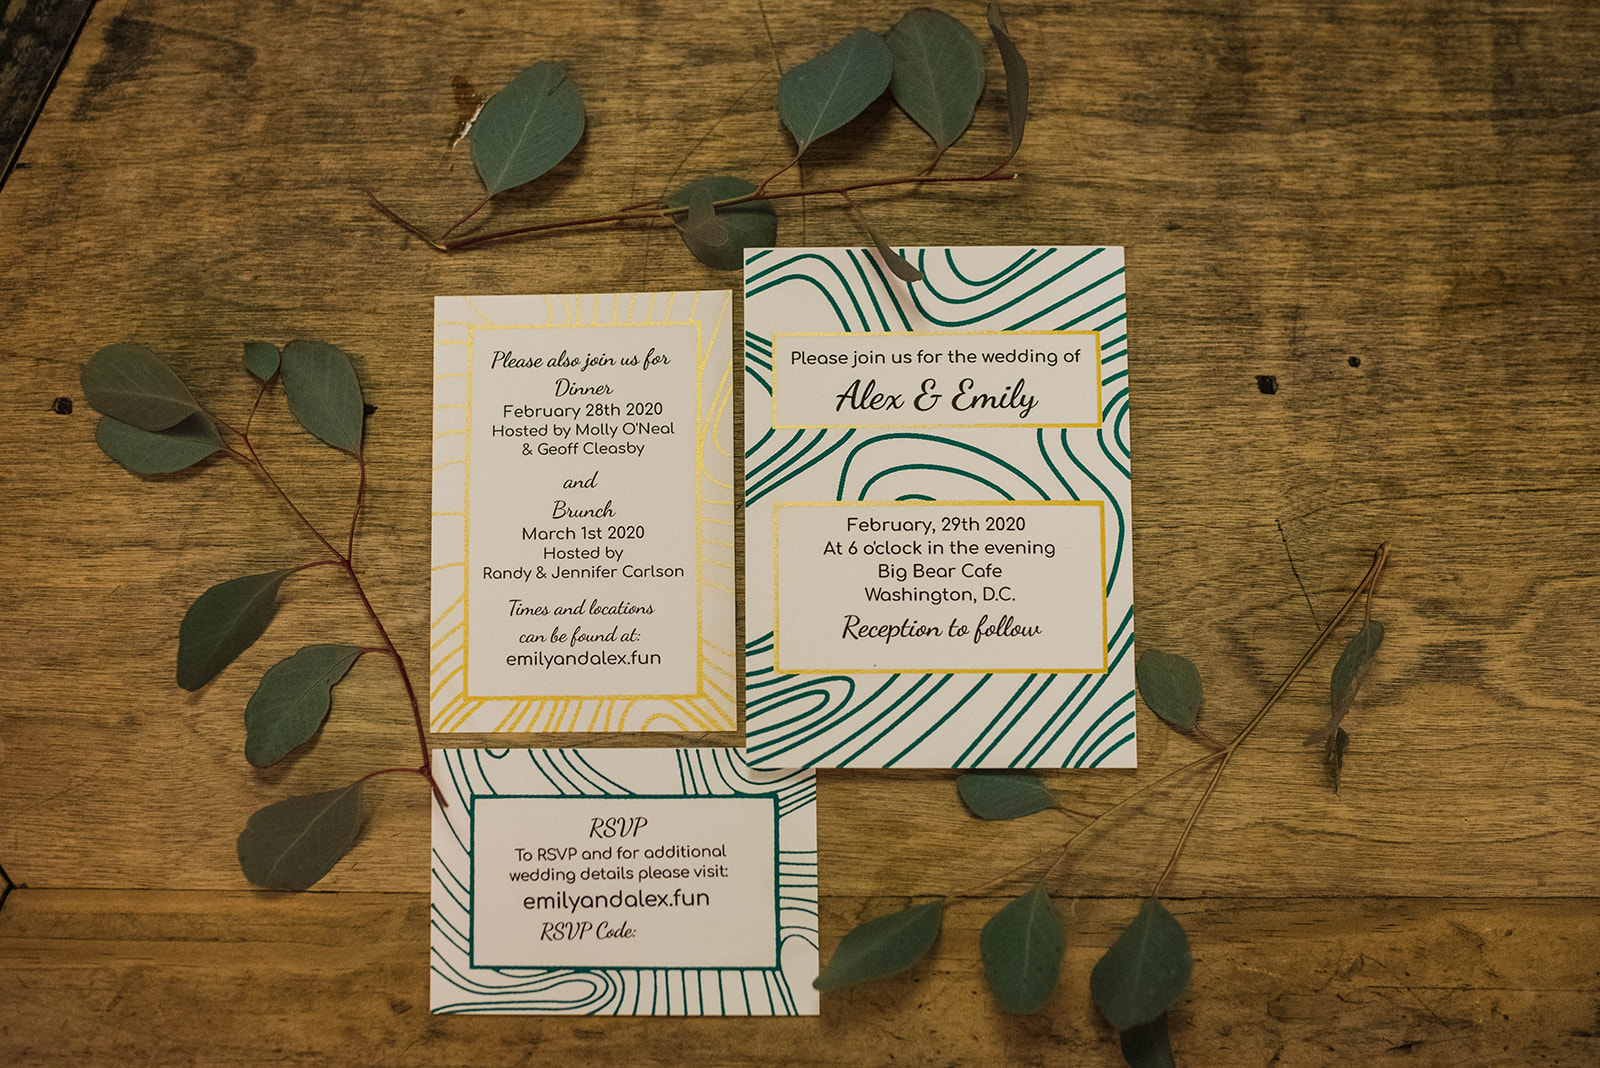 Please also join us for
Dinner
February 28th 2020
Hosted by Molly O'Neal
& Geoff Cleasby
and
Brunch
March 1st 2020
Hosted by
Randy & Jennifer Carlson
Times and locations
can be found at:
emilyandalex.fun
Please join us for the wedding of
Alex & Emily
February, 29th 2020
At 6 o'clock in the evening
Big Bear Cafe
Washington, D.C.
Reception to follow
RSVP
To RSVP and for additional
wedding details please visit:
emilyandalex.fun
RSVP Code: